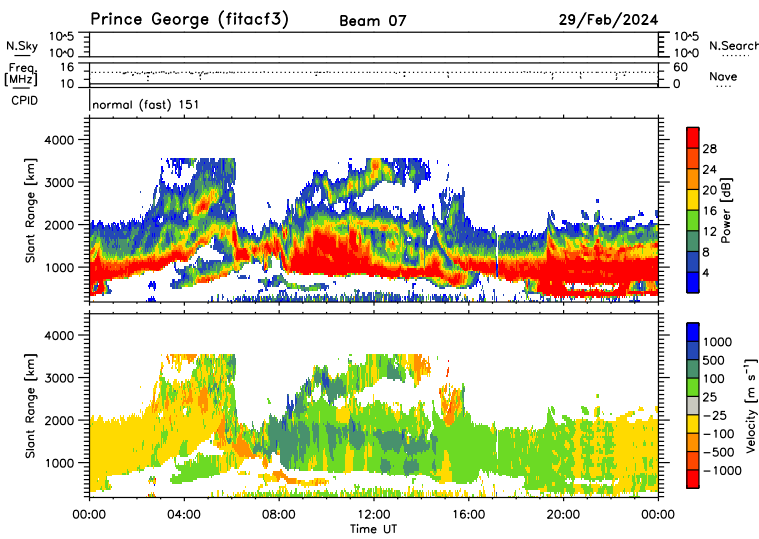 Prince George (fitacf3) Beam 07 29/Feb/2024
10^5 10^5
N.Sky N.Search
10^0 10^0
Freq 16 60
[MHz] Nave
10 0
CPID
normal (fast) 151
4000
3000
2000
1000
Slant Range [km]
28
24
20
16
12
8
4
Power [dB]
4000
3000
2000
1000
Slant Range [km]
1000
500
100
25
-25
-100
-500
-1000
Velocity [m s⁻¹]
00:00 04:00 08:00 12:00 16:00 20:00 00:00
Time UT